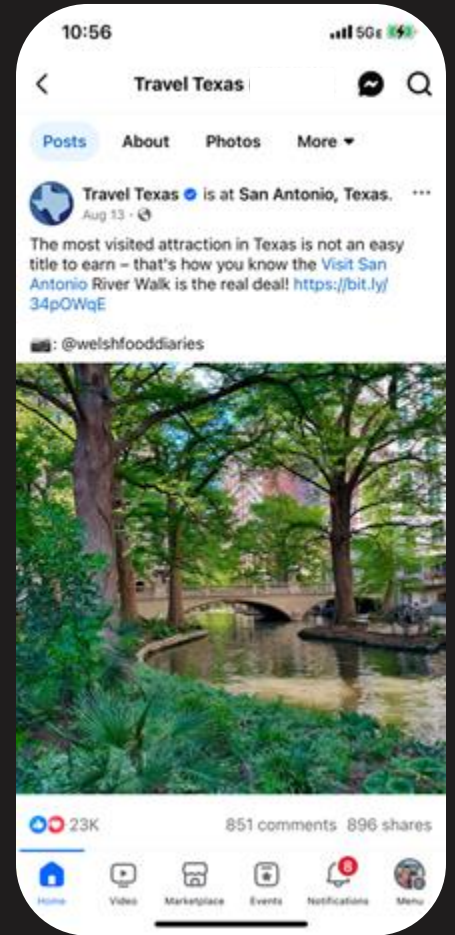 10:56
5GE
Travel Texas
Posts About Photos More
Travel Texas is at San Antonio, Texas. ...
Aug 13 ·
The most visited attraction in Texas is not an easy
title to earn – that's how you know the Visit San
Antonio River Walk is the real deal! https://bit.ly/
34pOWqE
: @welshfooddiaries
23K 851 comments 896 shares
8
Home Video Marketplace Events Notifications Menu